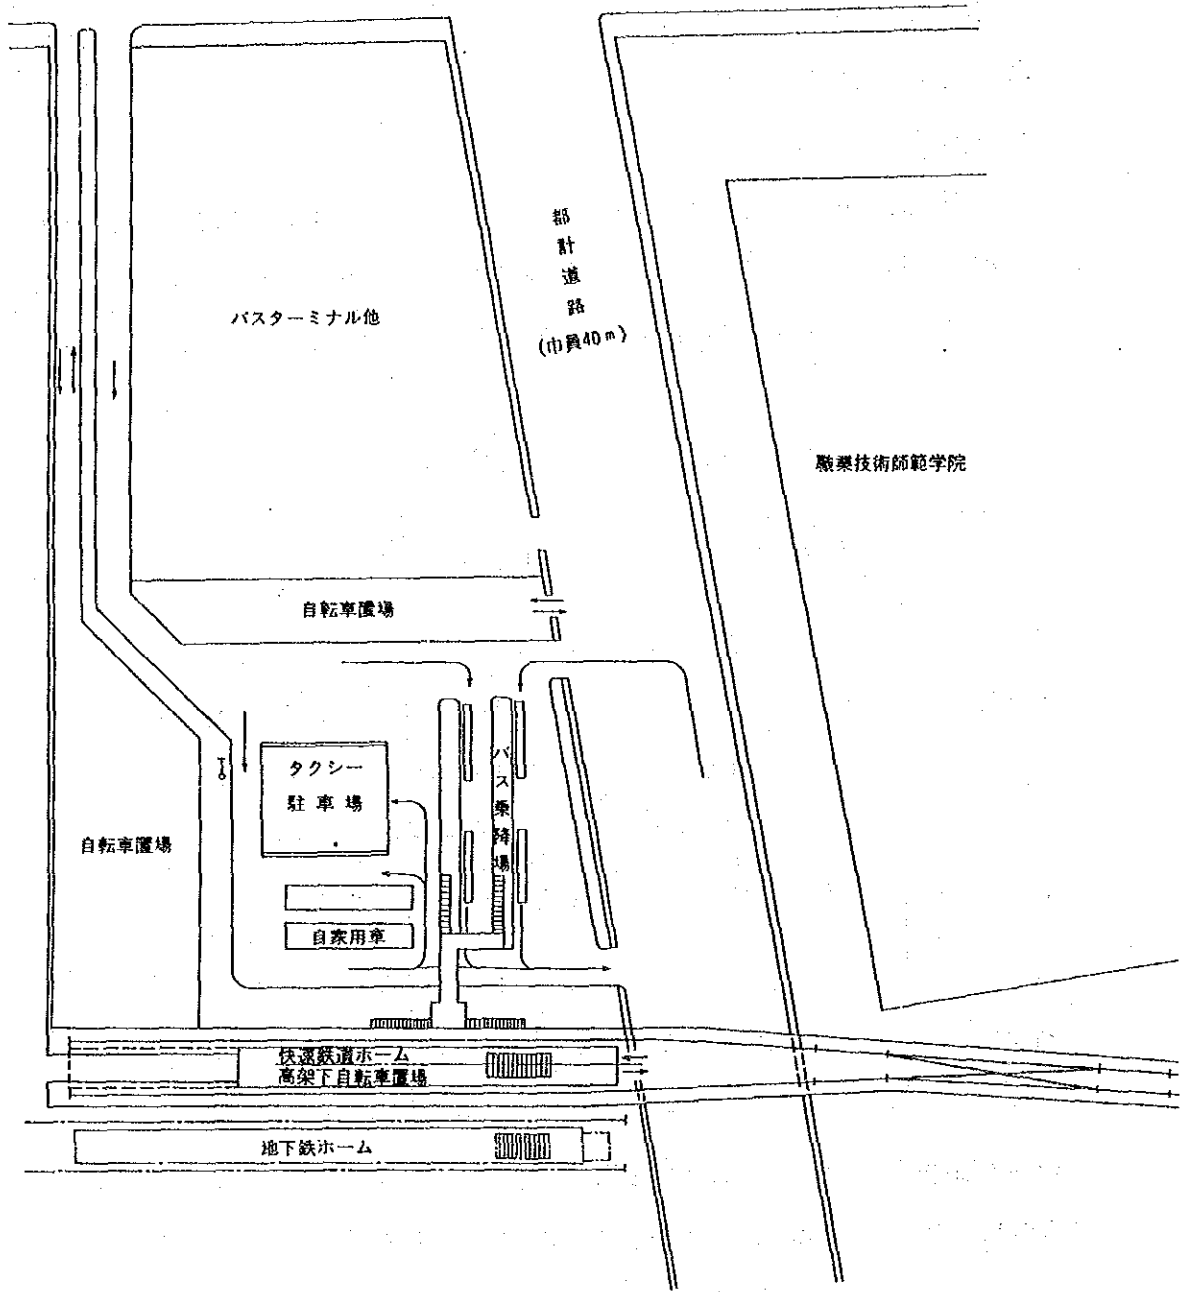 都計道路
(巾員40m)
バスターミナル他
職業技術師範学院
自転車置場
バス乗降場
タクシー
駐車場
自転車置場
自家用車
快速鉄道ホーム
高架下自転車置場
地下鉄ホーム